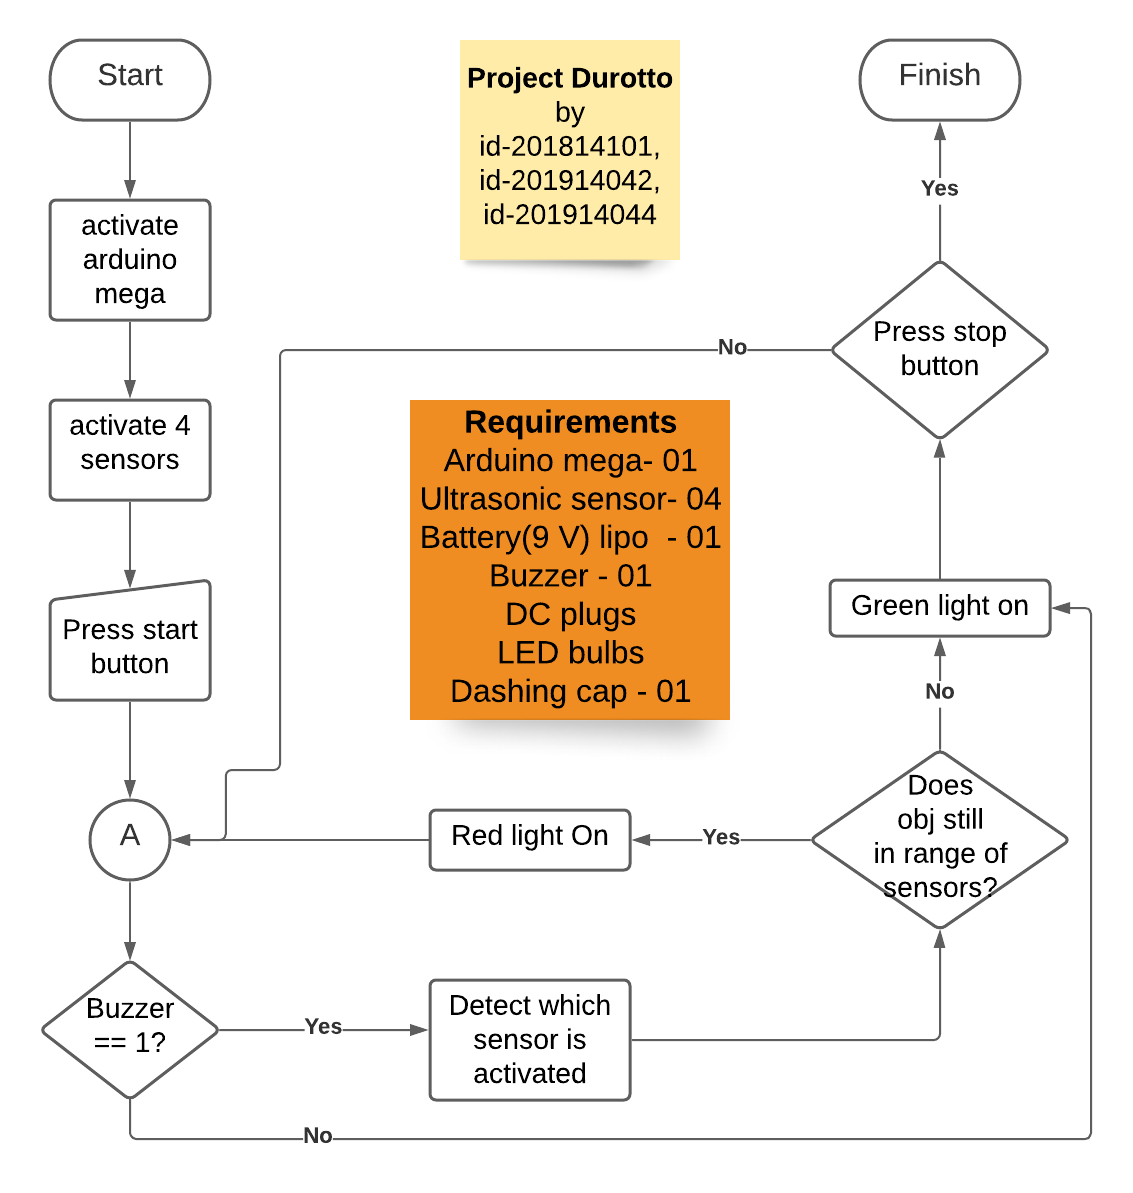 Start
activate
arduino
mega
activate 4
sensors
Press start
button
A
Buzzer
== 1?
Yes
No
Detect which
sensor is
activated
Project Durotto
by
id-201814101,
id-201914042,
id-201914044
Requirements
Arduino mega- 01
Ultrasonic sensor- 04
Battery(9 V) lipo  - 01
Buzzer - 01
DC plugs
LED bulbs
Dashing cap - 01
Red light On
Yes
Does
obj still
in range of
sensors?
No
Green light on
Press stop
button
No
Yes
Finish